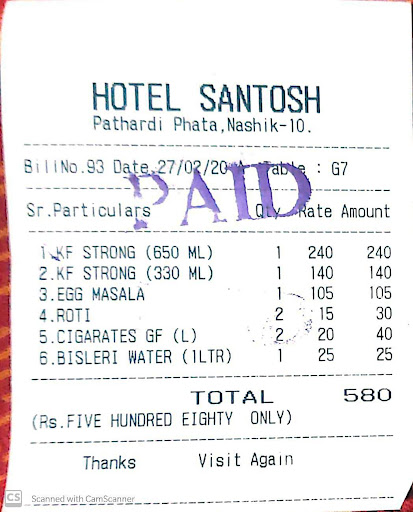 HOTEL SANTOSH
Pathardi Phata,Nashik-10.
BillNo.93 Date 27/02/20 : G7
PAID
Sr.Particulars Qty Rate Amount
1.KF STRONG (650 ML) 1 240 240
2.KF STRONG (330 ML) 1 140 140
3.EGG MASALA 1 105 105
4.ROTI 2 15 30
5.CIGARATES GF (L) 2 20 40
6.BISLERI WATER (1LTR) 1 25 25
TOTAL 580
(Rs.FIVE HUNDRED EIGHTY ONLY)
Thanks Visit Again
CS Scanned with CamScanner